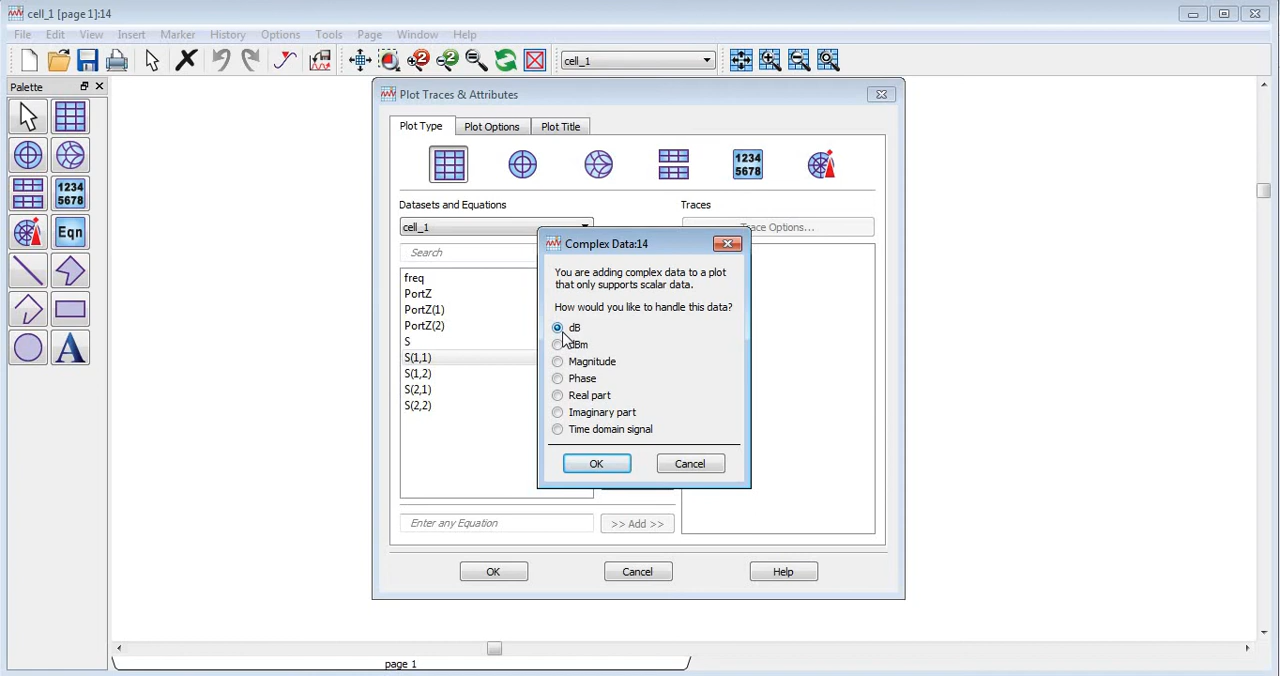 cell_1 [page 1]:14
File Edit View Insert Marker History Options Tools Page Window Help
cell_1
Palette
Plot Traces & Attributes
Plot Type
Plot Options
Plot Title
1234
5678
1234
5678
Eqn
Datasets and Equations
Traces
cell_1
Trace Options...
Search
freq
PortZ
PortZ(1)
PortZ(2)
S
S(1,1)
S(1,2)
S(2,1)
S(2,2)
Complex Data:14
You are adding complex data to a plot
that only supports scalar data.
How would you like to handle this data?
dB
dBm
Magnitude
Phase
Real part
Imaginary part
Time domain signal
OK
Cancel
Enter any Equation
>> Add >>
OK
Cancel
Help
page 1